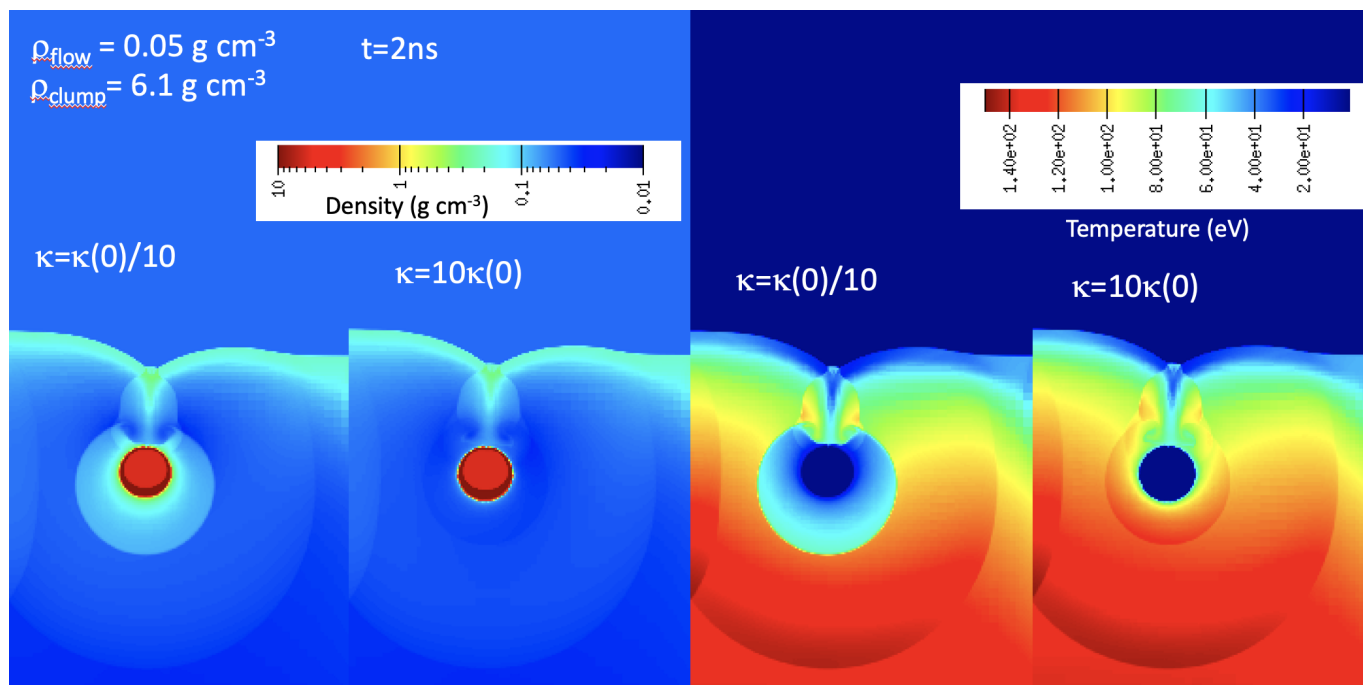 ρflow = 0.05 g cm-3
t=2ns
ρclump= 6.1 g cm-3
10
1
0.1
0.01
Density (g cm-3)
1.40e+02
1.20e+02
1.00e+02
8.00e+01
6.00e+01
4.00e+01
2.00e+01
Temperature (eV)
κ=κ(0)/10
κ=10κ(0)
κ=κ(0)/10
κ=10κ(0)